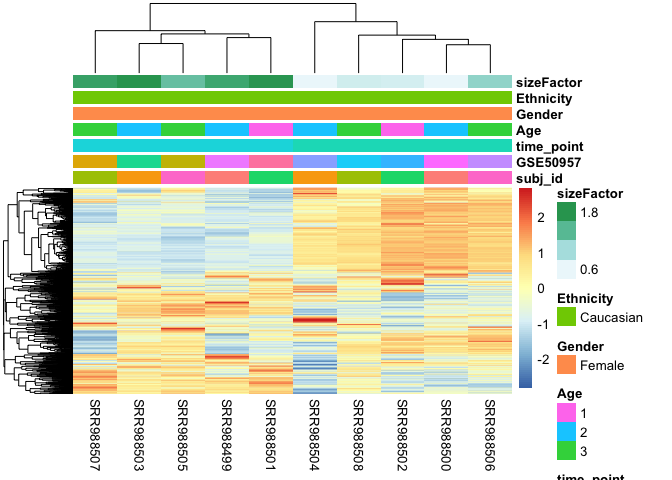 sizeFactor
Ethnicity
Gender
Age
time_point
GSE50957
subj_id
2
1
0
-1
-2
sizeFactor
1.8
0.6
Ethnicity
Caucasian
Gender
Female
Age
1
2
3
time_point
SRR988507
SRR988503
SRR988505
SRR988499
SRR988501
SRR988504
SRR988508
SRR988502
SRR988500
SRR988506